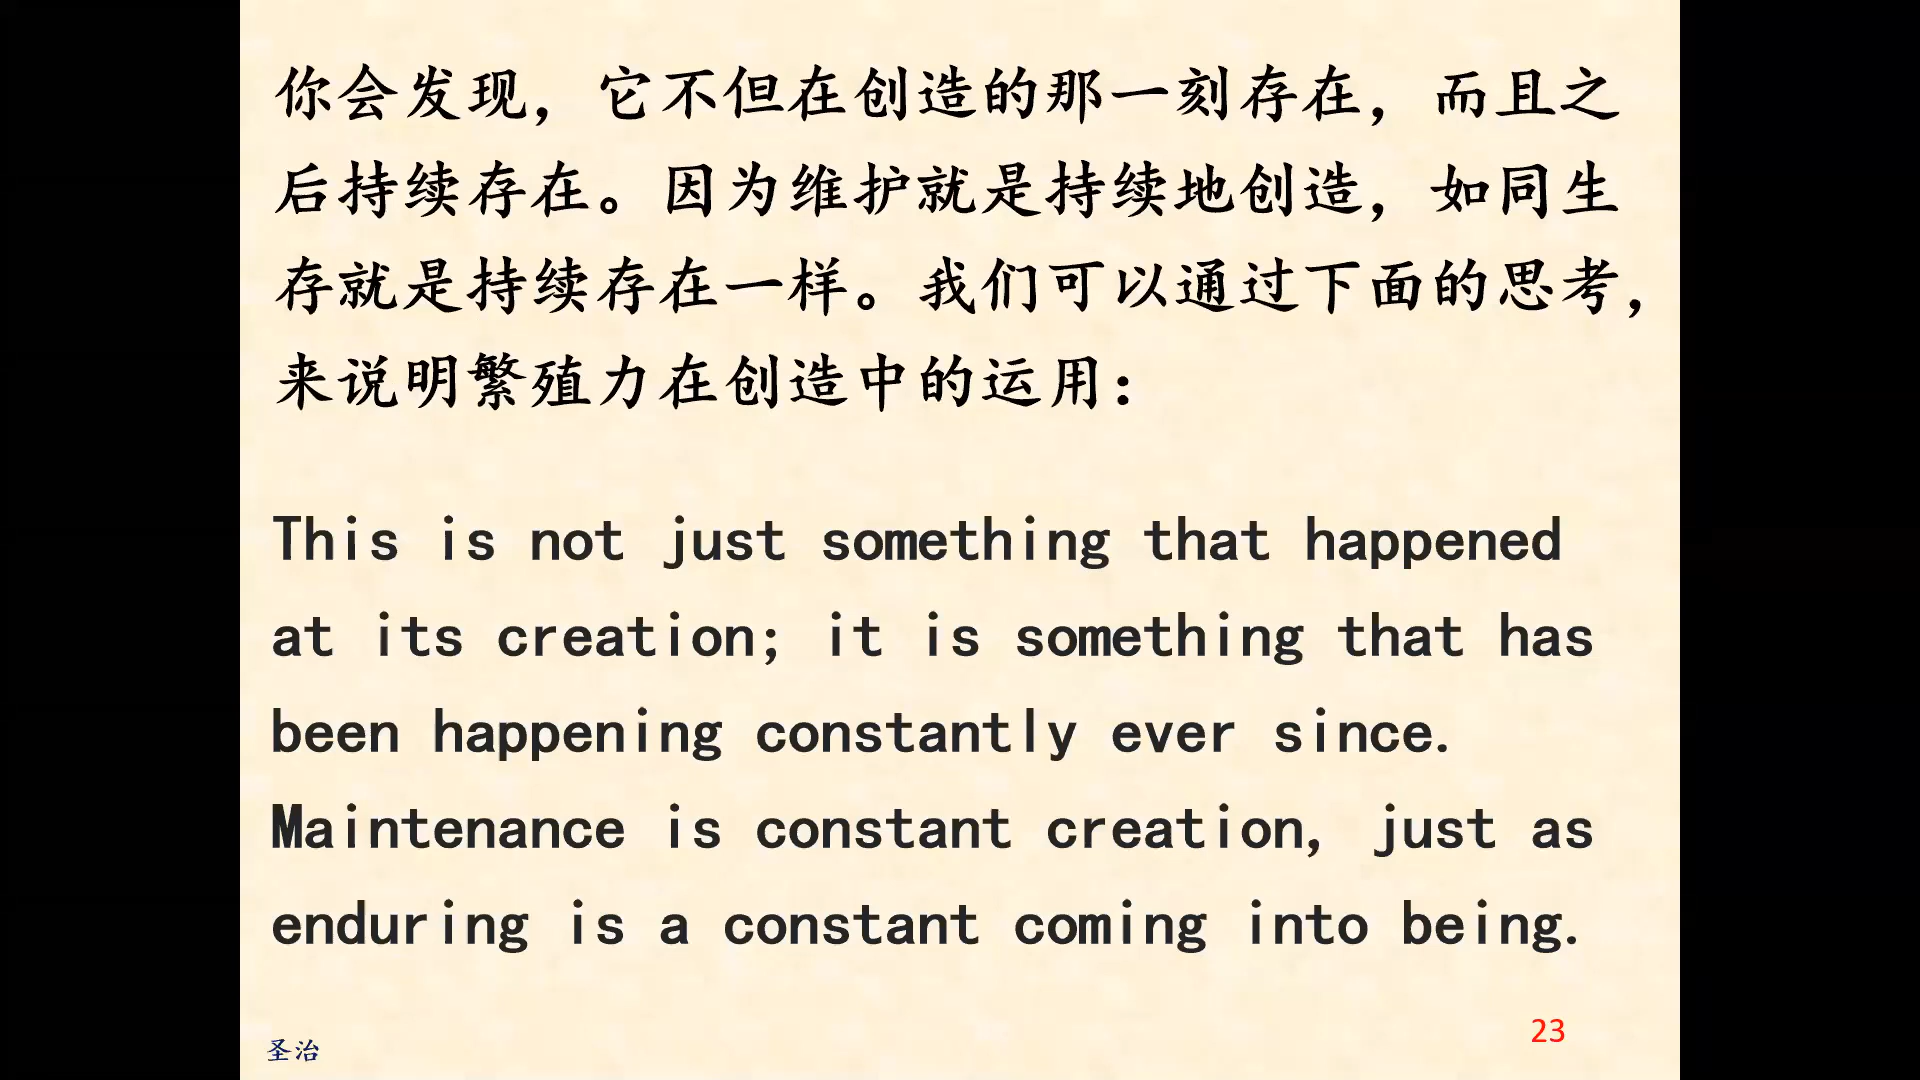 你会发现，它不但在创造的那一刻存在，而且之
后持续存在。因为维护就是持续地创造，如同生
存就是持续存在一样。我们可以通过下面的思考，
来说明繁殖力在创造中的运用：
This is not just something that happened
at its creation; it is something that has
been happening constantly ever since.
Maintenance is constant creation, just as
enduring is a constant coming into being.
圣治
23